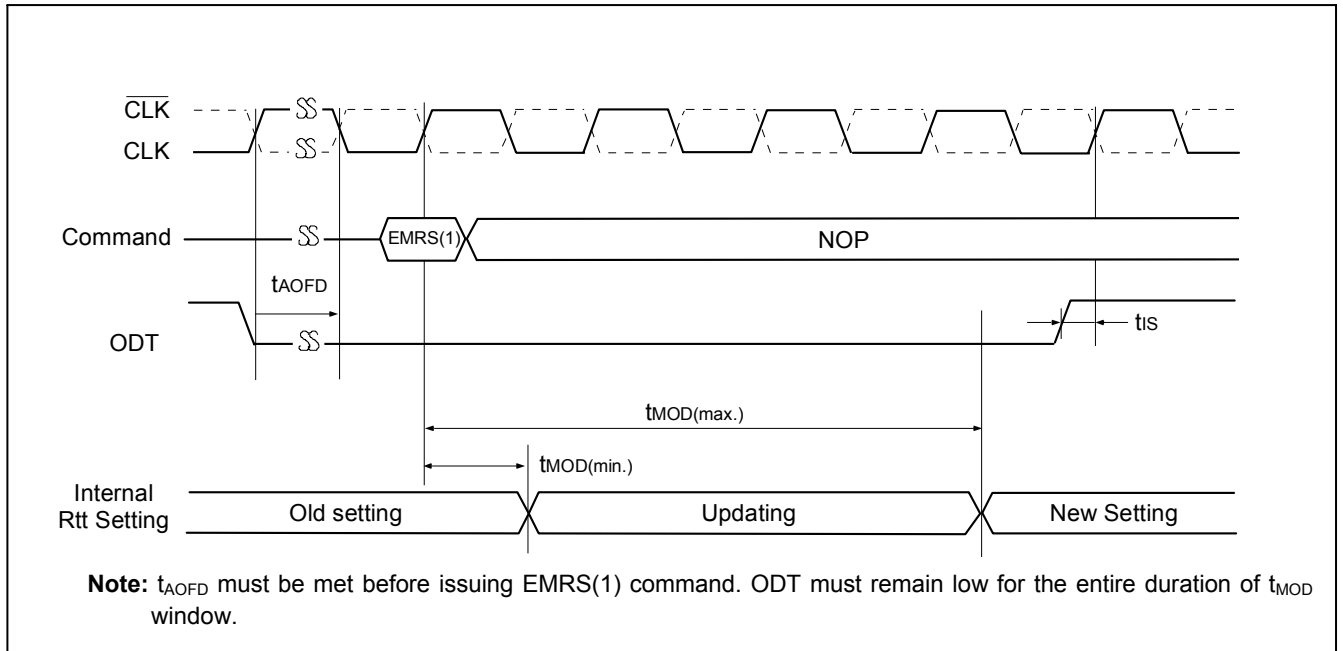 CLK
CLK
Command
EMRS(1)
NOP
tAOFD
ODT
tIS
tMOD(max.)
tMOD(min.)
Internal
Rtt Setting
Old setting
Updating
New Setting
Note: tAOFD must be met before issuing EMRS(1) command. ODT must remain low for the entire duration of tMOD
window.